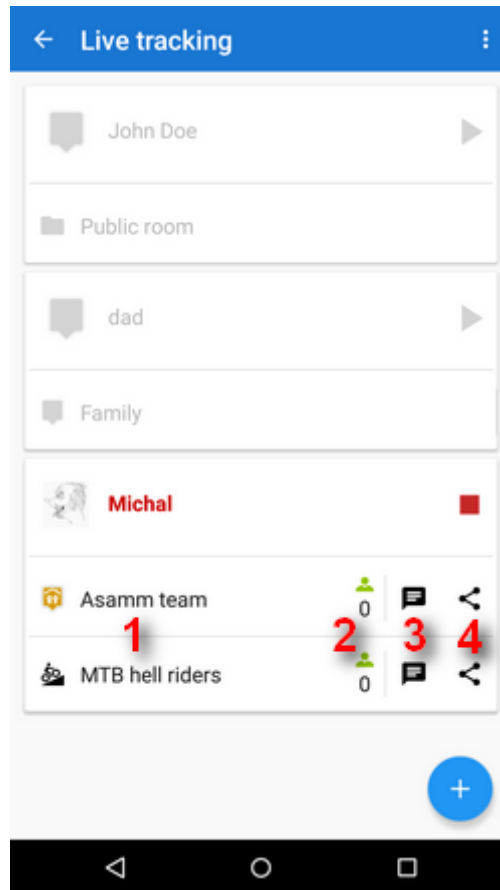 Live tracking
John Doe
Public room
dad
Family
Michal
Asamm team
0
1
2
3
4
MTB hell riders
0